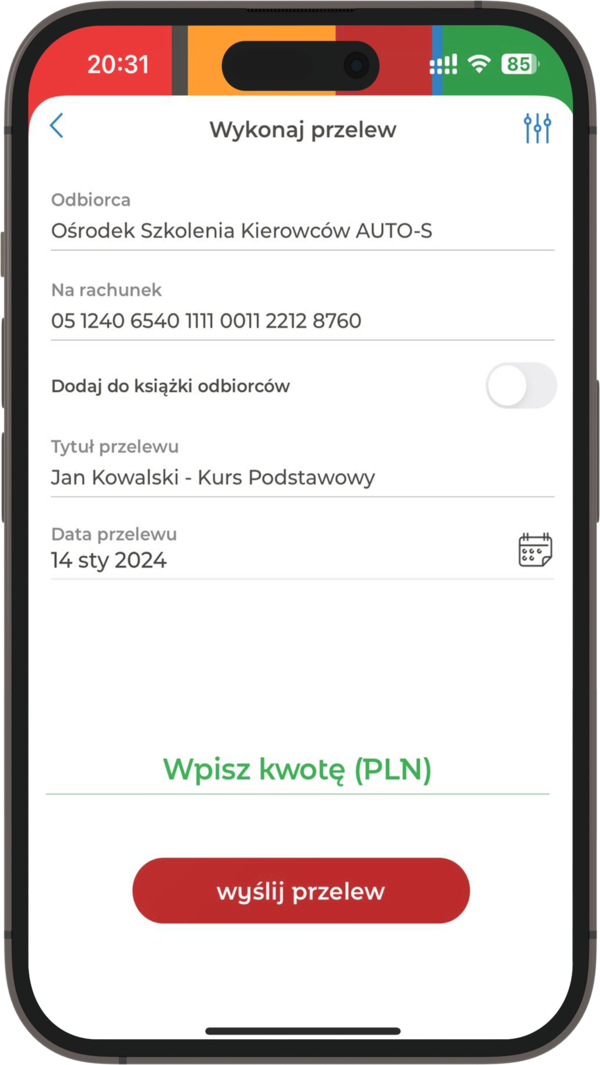 20:31
85
Wykonaj przelew
Odbiorca
Ośrodek Szkolenia Kierowców AUTO-S
Na rachunek
05 1240 6540 1111 0011 2212 8760
Dodaj do książki odbiorców
Tytuł przelewu
Jan Kowalski - Kurs Podstawowy
Data przelewu
14 sty 2024
Wpisz kwotę (PLN)
wyślij przelew